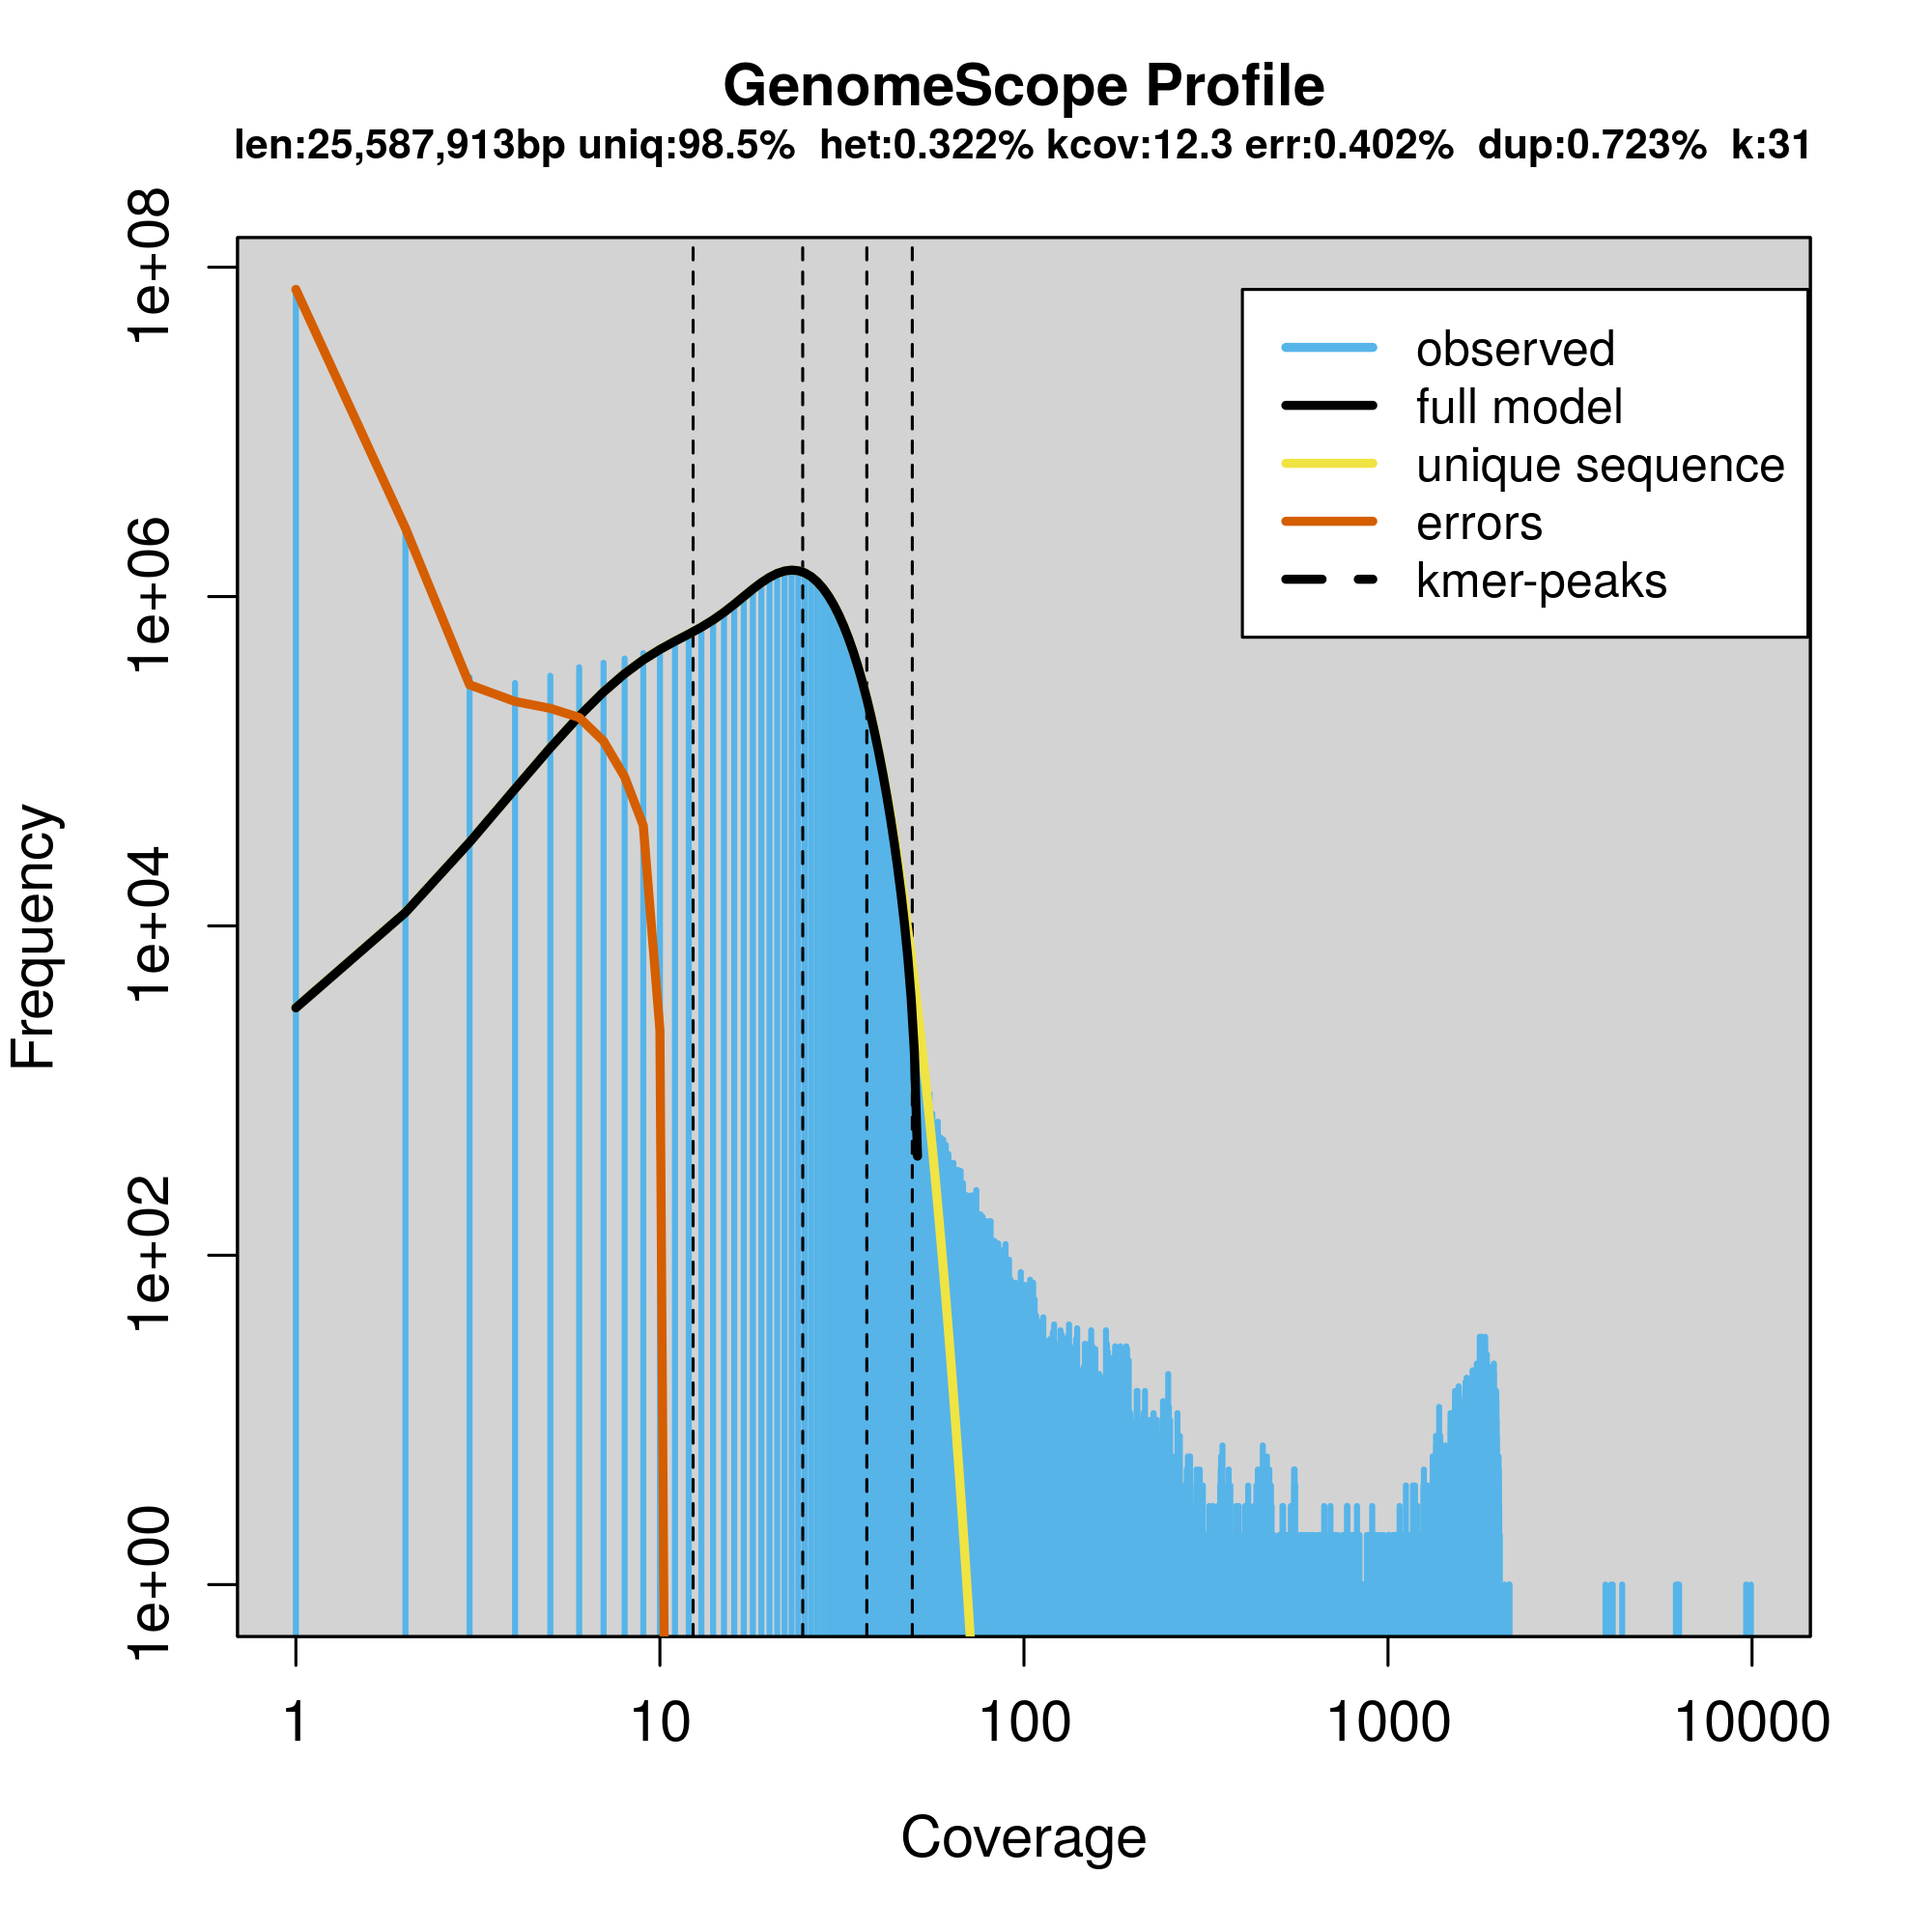 GenomeScope Profile
len:25,587,913bp uniq:98.5% het:0.322% kcov:12.3 err:0.402% dup:0.723% k:31
1e+08
1e+06
1e+04
1e+02
1e+00
Frequency
observed
full model
unique sequence
errors
kmer-peaks
1 10 100 1000 10000
Coverage